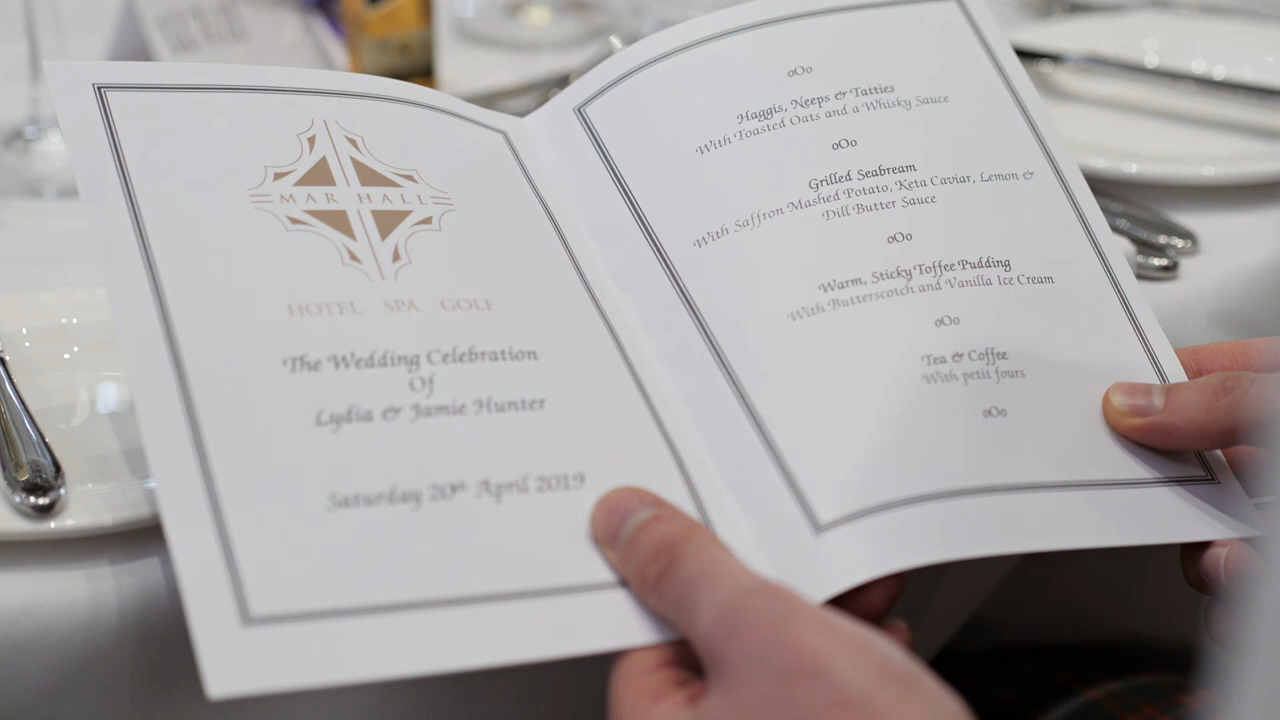 MAR HALL
HOTEL SPA GOLF
The Wedding Celebration
Of
Lydia & Jamie Hunter
Saturday 20th April 2019
oOo
Haggis, Neeps & Tatties
With Toasted Oats and a Whisky Sauce
oOo
Grilled Seabream
With Saffron Mashed Potato, Keta Caviar, Lemon &
Dill Butter Sauce
oOo
Warm, Sticky Toffee Pudding
With Butterscotch and Vanilla Ice Cream
oOo
Tea & Coffee
With petit fours
oOo